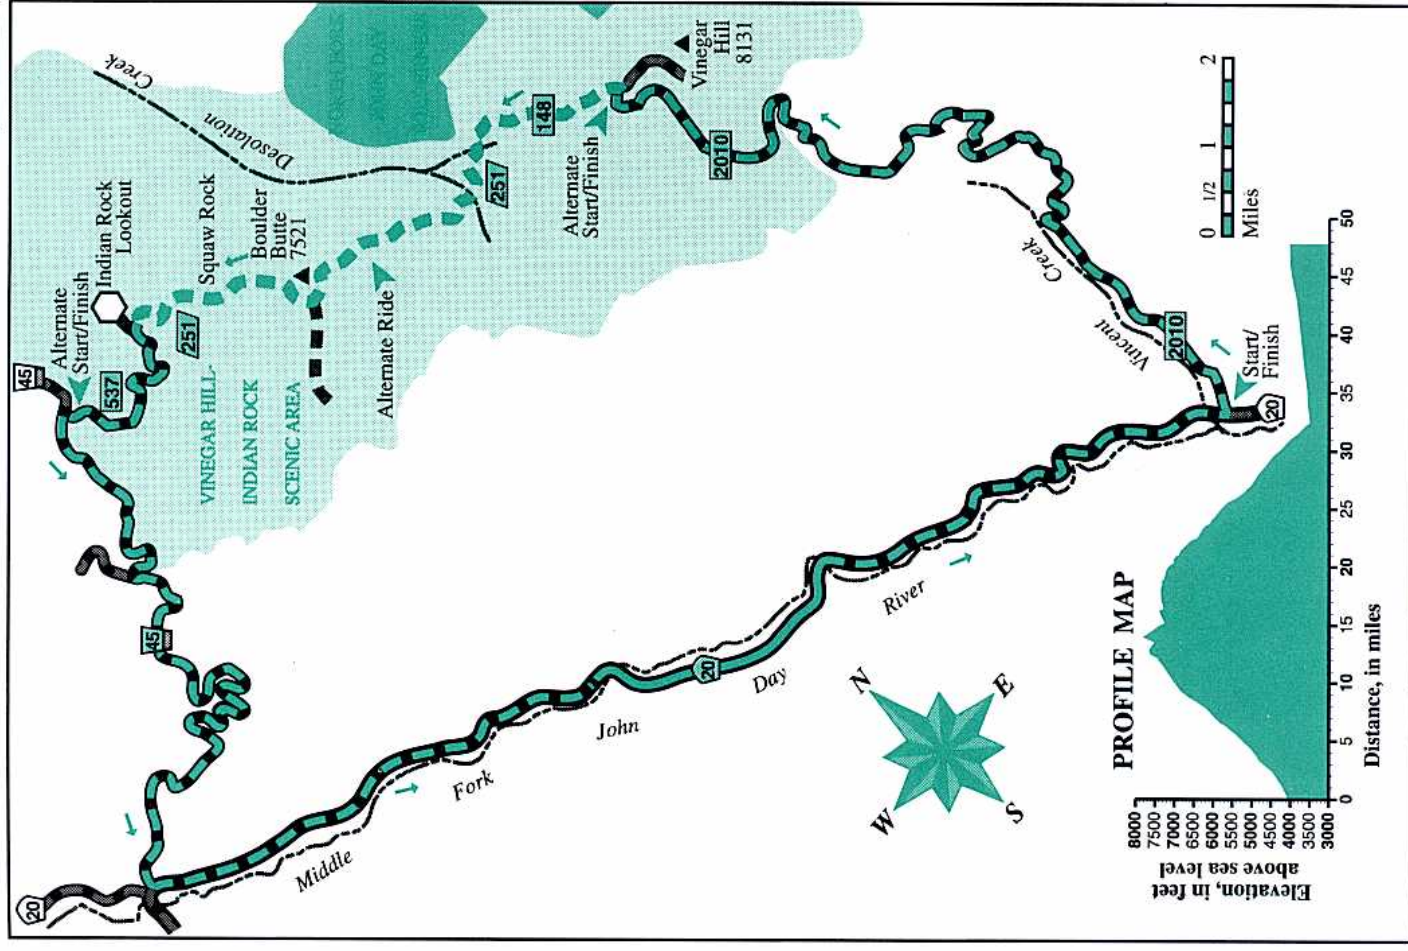 45
20
Alternate
Start/Finish
537
Indian Rock
Lookout
251
Squaw Rock
Boulder
Butte
7521
Desolation
Creek
VINEGAR HILL-
INDIAN ROCK
SCENIC AREA
Alternate Ride
251
148
Alternate
Start/Finish
Vinegar
Hill
8131
2010
45
Middle
Fork
John
Day
River
20
Vincent
Creek
2010
Start/
Finish
20
N
E
S
W
0 1/2 1 2
Miles
PROFILE MAP
Elevation, in feet
above sea level
8000
7500
7000
6500
6000
5500
5000
4500
4000
3500
3000
0 5 10 15 20 25 30 35 40 45 50
Distance, in miles